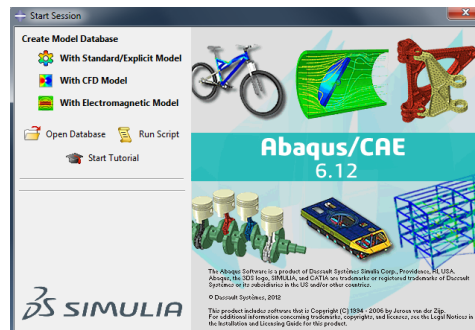 Start Session
Create Model Database
With Standard/Explicit Model
With CFD Model
With Electromagnetic Model
Open Database
Run Script
Start Tutorial
Abaqus/CAE
6.12
The Abaqus Software is a product of Dassault Systèmes Simulia Corp., Providence, RI, USA.
Abaqus, the 3DS logo, SIMULIA, and CATIA are trademarks or registered trademarks of Dassault
Systèmes or its subsidiaries in the US and/or other countries.
© Dassault Systèmes, 2012
This product includes software that is Copyright (C) 1994 - 2006 by Jeroen van der Zijp.
For additional information concerning trademarks, copyrights, and licenses, see the Legal Notices in
the Installation and Licensing Guide for this product.
SIMULIA